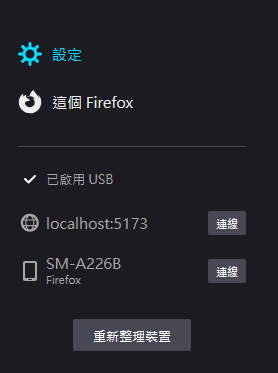 設定
這個 Firefox
已啟用 USB
localhost:5173
連線
SM-A226B
Firefox
連線
重新整理裝置